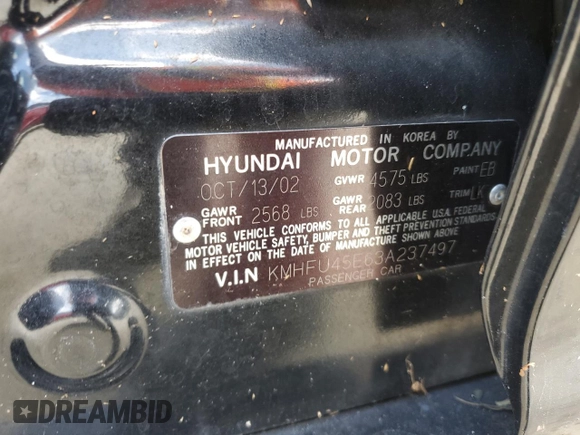 MANUFACTURED IN KOREA BY
HYUNDAI MOTOR COMPANY
OCT/13/02 GVWR 4575 LBS PAINT EB
GAWR FRONT 2568 LBS GAWR REAR 2083 LBS TRIM LK
THIS VEHICLE CONFORMS TO ALL APPLICABLE U.S.A. FEDERAL
MOTOR VEHICLE SAFETY, BUMPER AND THEFT PREVENTION STANDARDS
IN EFFECT ON THE DATE OF MANUFACTURE SHOWN ABOVE
V.I.N KMHFU45E63A237497
PASSENGER CAR
DREAMBID